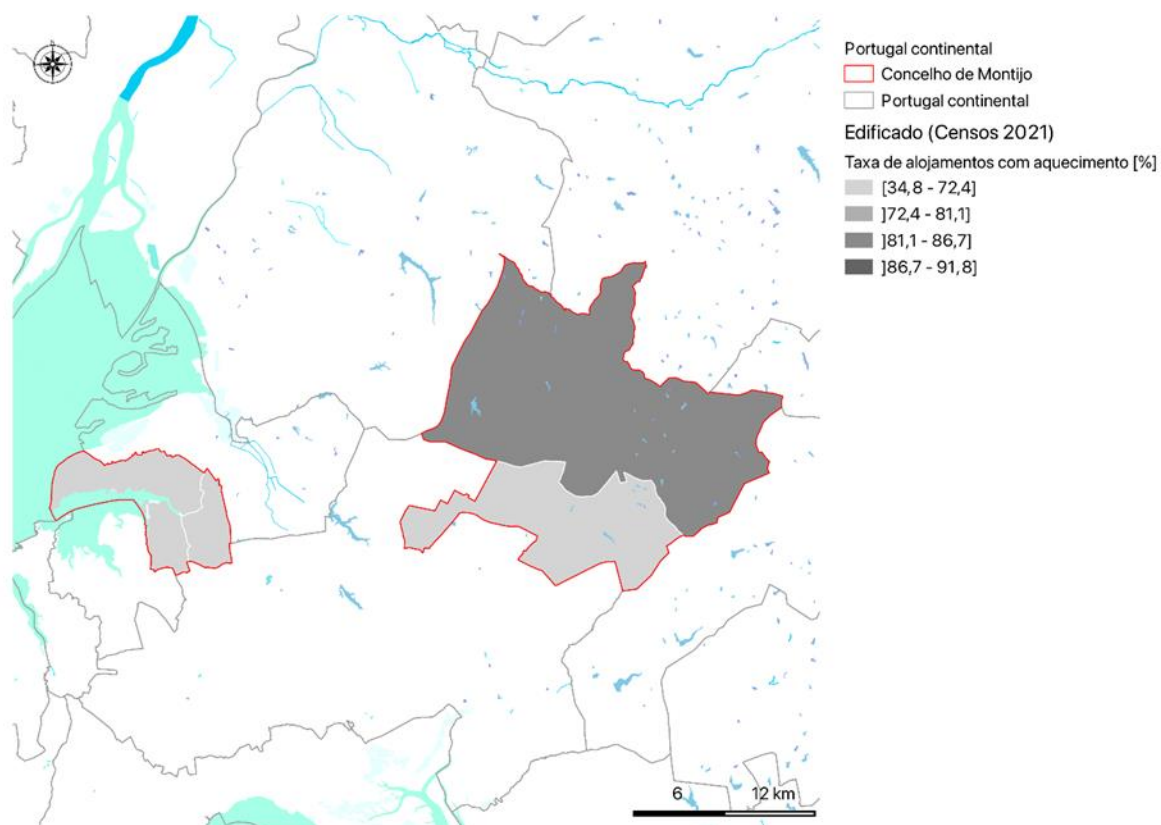 Portugal continental
Concelho de Montijo
Portugal continental
Edificado (Censos 2021)
Taxa de alojamentos com aquecimento [%]
[34,8 - 72,4]
]72,4 - 81,1]
]81,1 - 86,7]
]86,7 - 91,8]
6 12 km